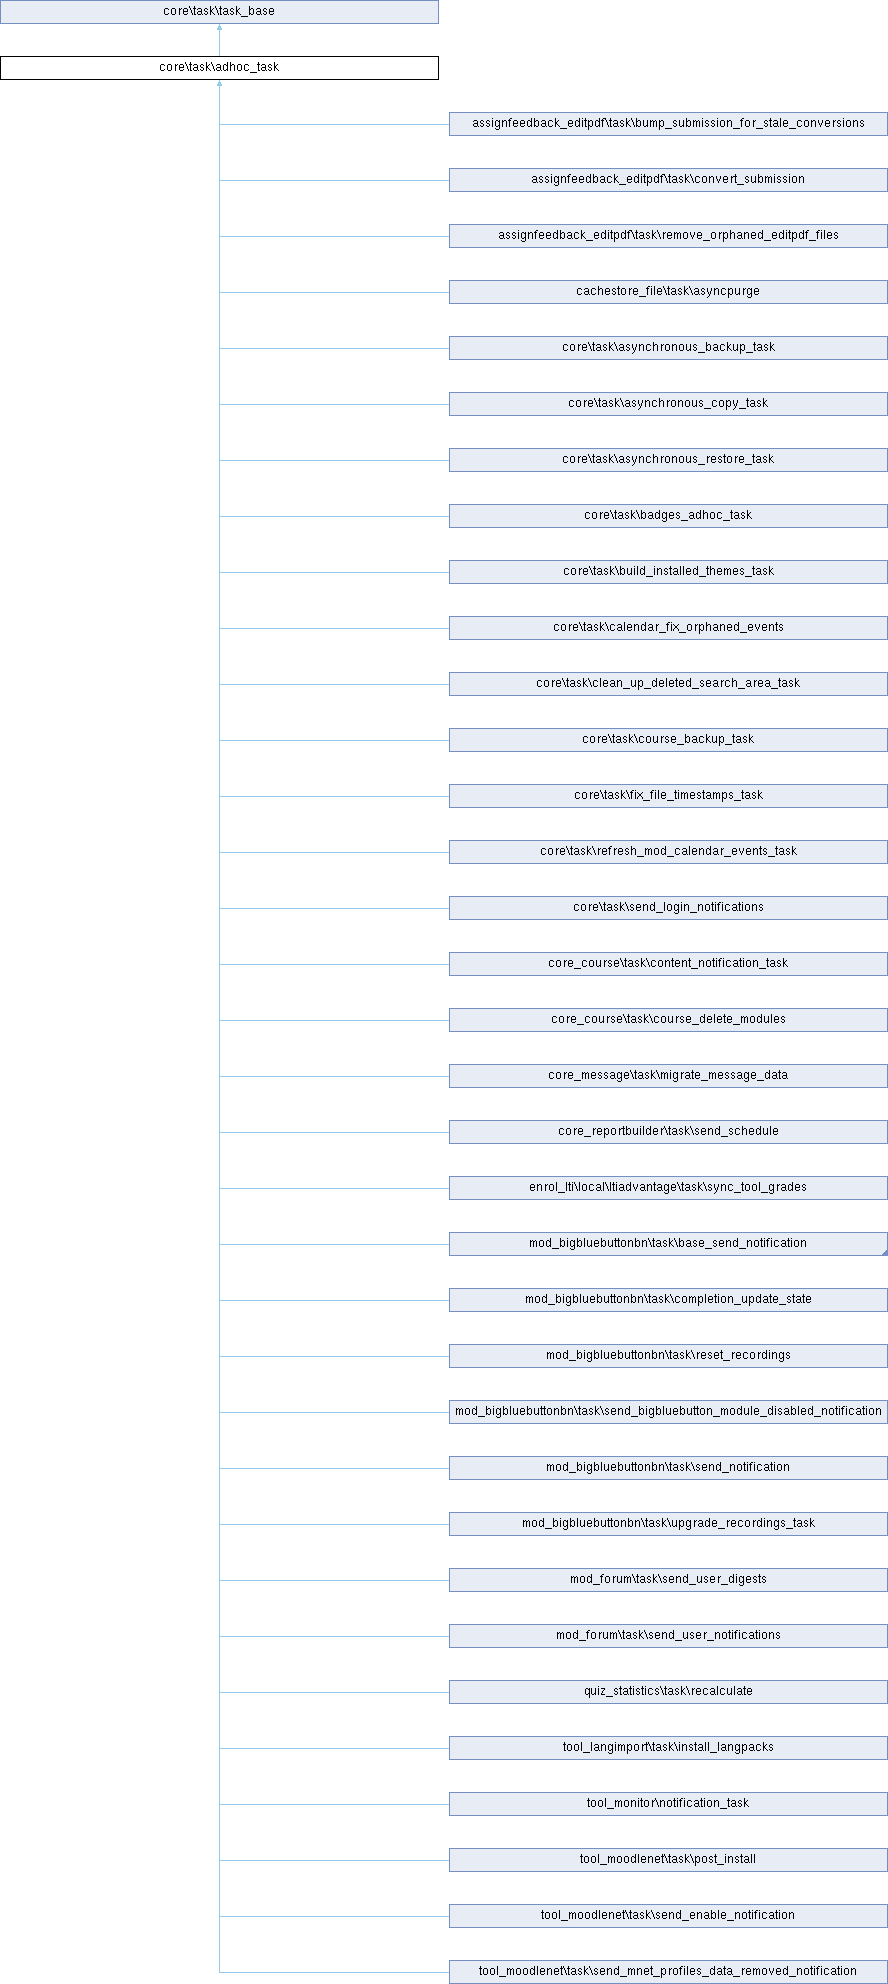 core\task\task_base
core\task\adhoc_task
assignfeedback_editpdf\task\bump_submission_for_stale_conversions
assignfeedback_editpdf\task\convert_submission
assignfeedback_editpdf\task\remove_orphaned_editpdf_files
cachestore_file\task\asyncpurge
core\task\asynchronous_backup_task
core\task\asynchronous_copy_task
core\task\asynchronous_restore_task
core\task\badges_adhoc_task
core\task\build_installed_themes_task
core\task\calendar_fix_orphaned_events
core\task\clean_up_deleted_search_area_task
core\task\course_backup_task
core\task\fix_file_timestamps_task
core\task\refresh_mod_calendar_events_task
core\task\send_login_notifications
core_course\task\content_notification_task
core_course\task\course_delete_modules
core_message\task\migrate_message_data
core_reportbuilder\task\send_schedule
enrol_lti\local\ltiadvantage\task\sync_tool_grades
mod_bigbluebuttonbn\task\base_send_notification
mod_bigbluebuttonbn\task\completion_update_state
mod_bigbluebuttonbn\task\reset_recordings
mod_bigbluebuttonbn\task\send_bigbluebutton_module_disabled_notification
mod_bigbluebuttonbn\task\send_notification
mod_bigbluebuttonbn\task\upgrade_recordings_task
mod_forum\task\send_user_digests
mod_forum\task\send_user_notifications
quiz_statistics\task\recalculate
tool_langimport\task\install_langpacks
tool_monitor\notification_task
tool_moodlenet\task\post_install
tool_moodlenet\task\send_enable_notification
tool_moodlenet\task\send_mnet_profiles_data_removed_notification